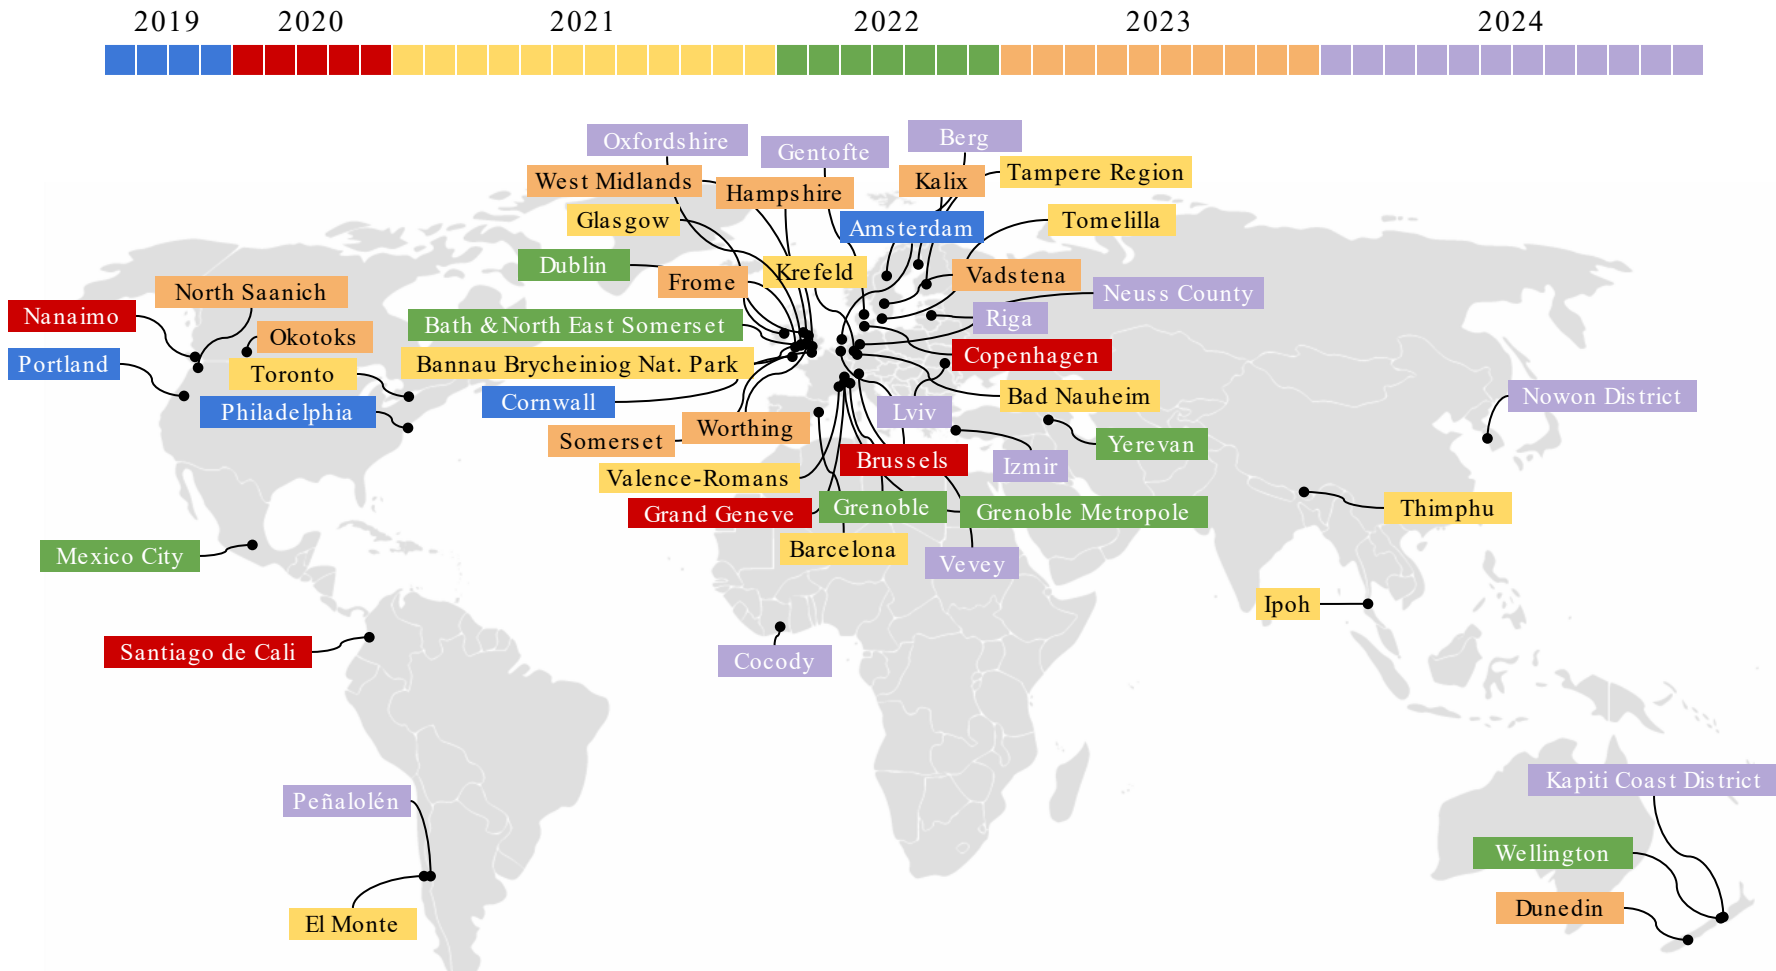 2019 2020 2021 2022 2023 2024
Berg
Oxfordshire
Gentofte
Tampere Region
West Midlands
Kalix
Hampshire
Glasgow
Tomelilla
Amsterdam
Dublin
Krefeld
Vadstena
Frome
North Saanich
Neuss County
Nanaimo
Riga
Bath &North East Somerset
Okotoks
Copenhagen
Portland
Bannau Brycheiniog Nat. Park
Toronto
Bad Nauheim
Nowon District
Cornwall
Philadelphia
Lviv
Worthing
Somerset
Yerevan
Brussels
Izmir
Valence-Romans
Grenoble
Thimphu
Grand Geneve
Grenoble Metropole
Barcelona
Mexico City
Vevey
Ipoh
Santiago de Cali
Cocody
Kapiti Coast District
Peñalolén
Wellington
Dunedin
El Monte